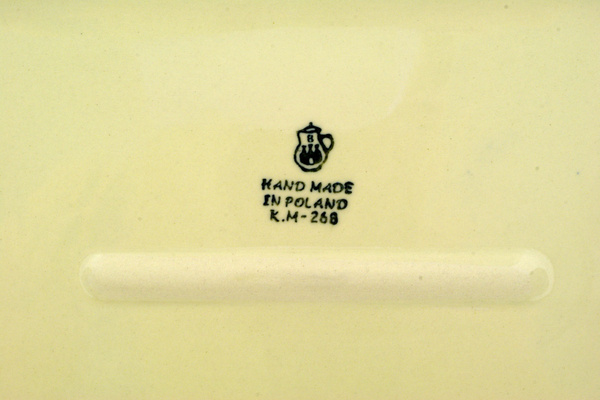 B
HAND MADE
IN POLAND
K.M-268